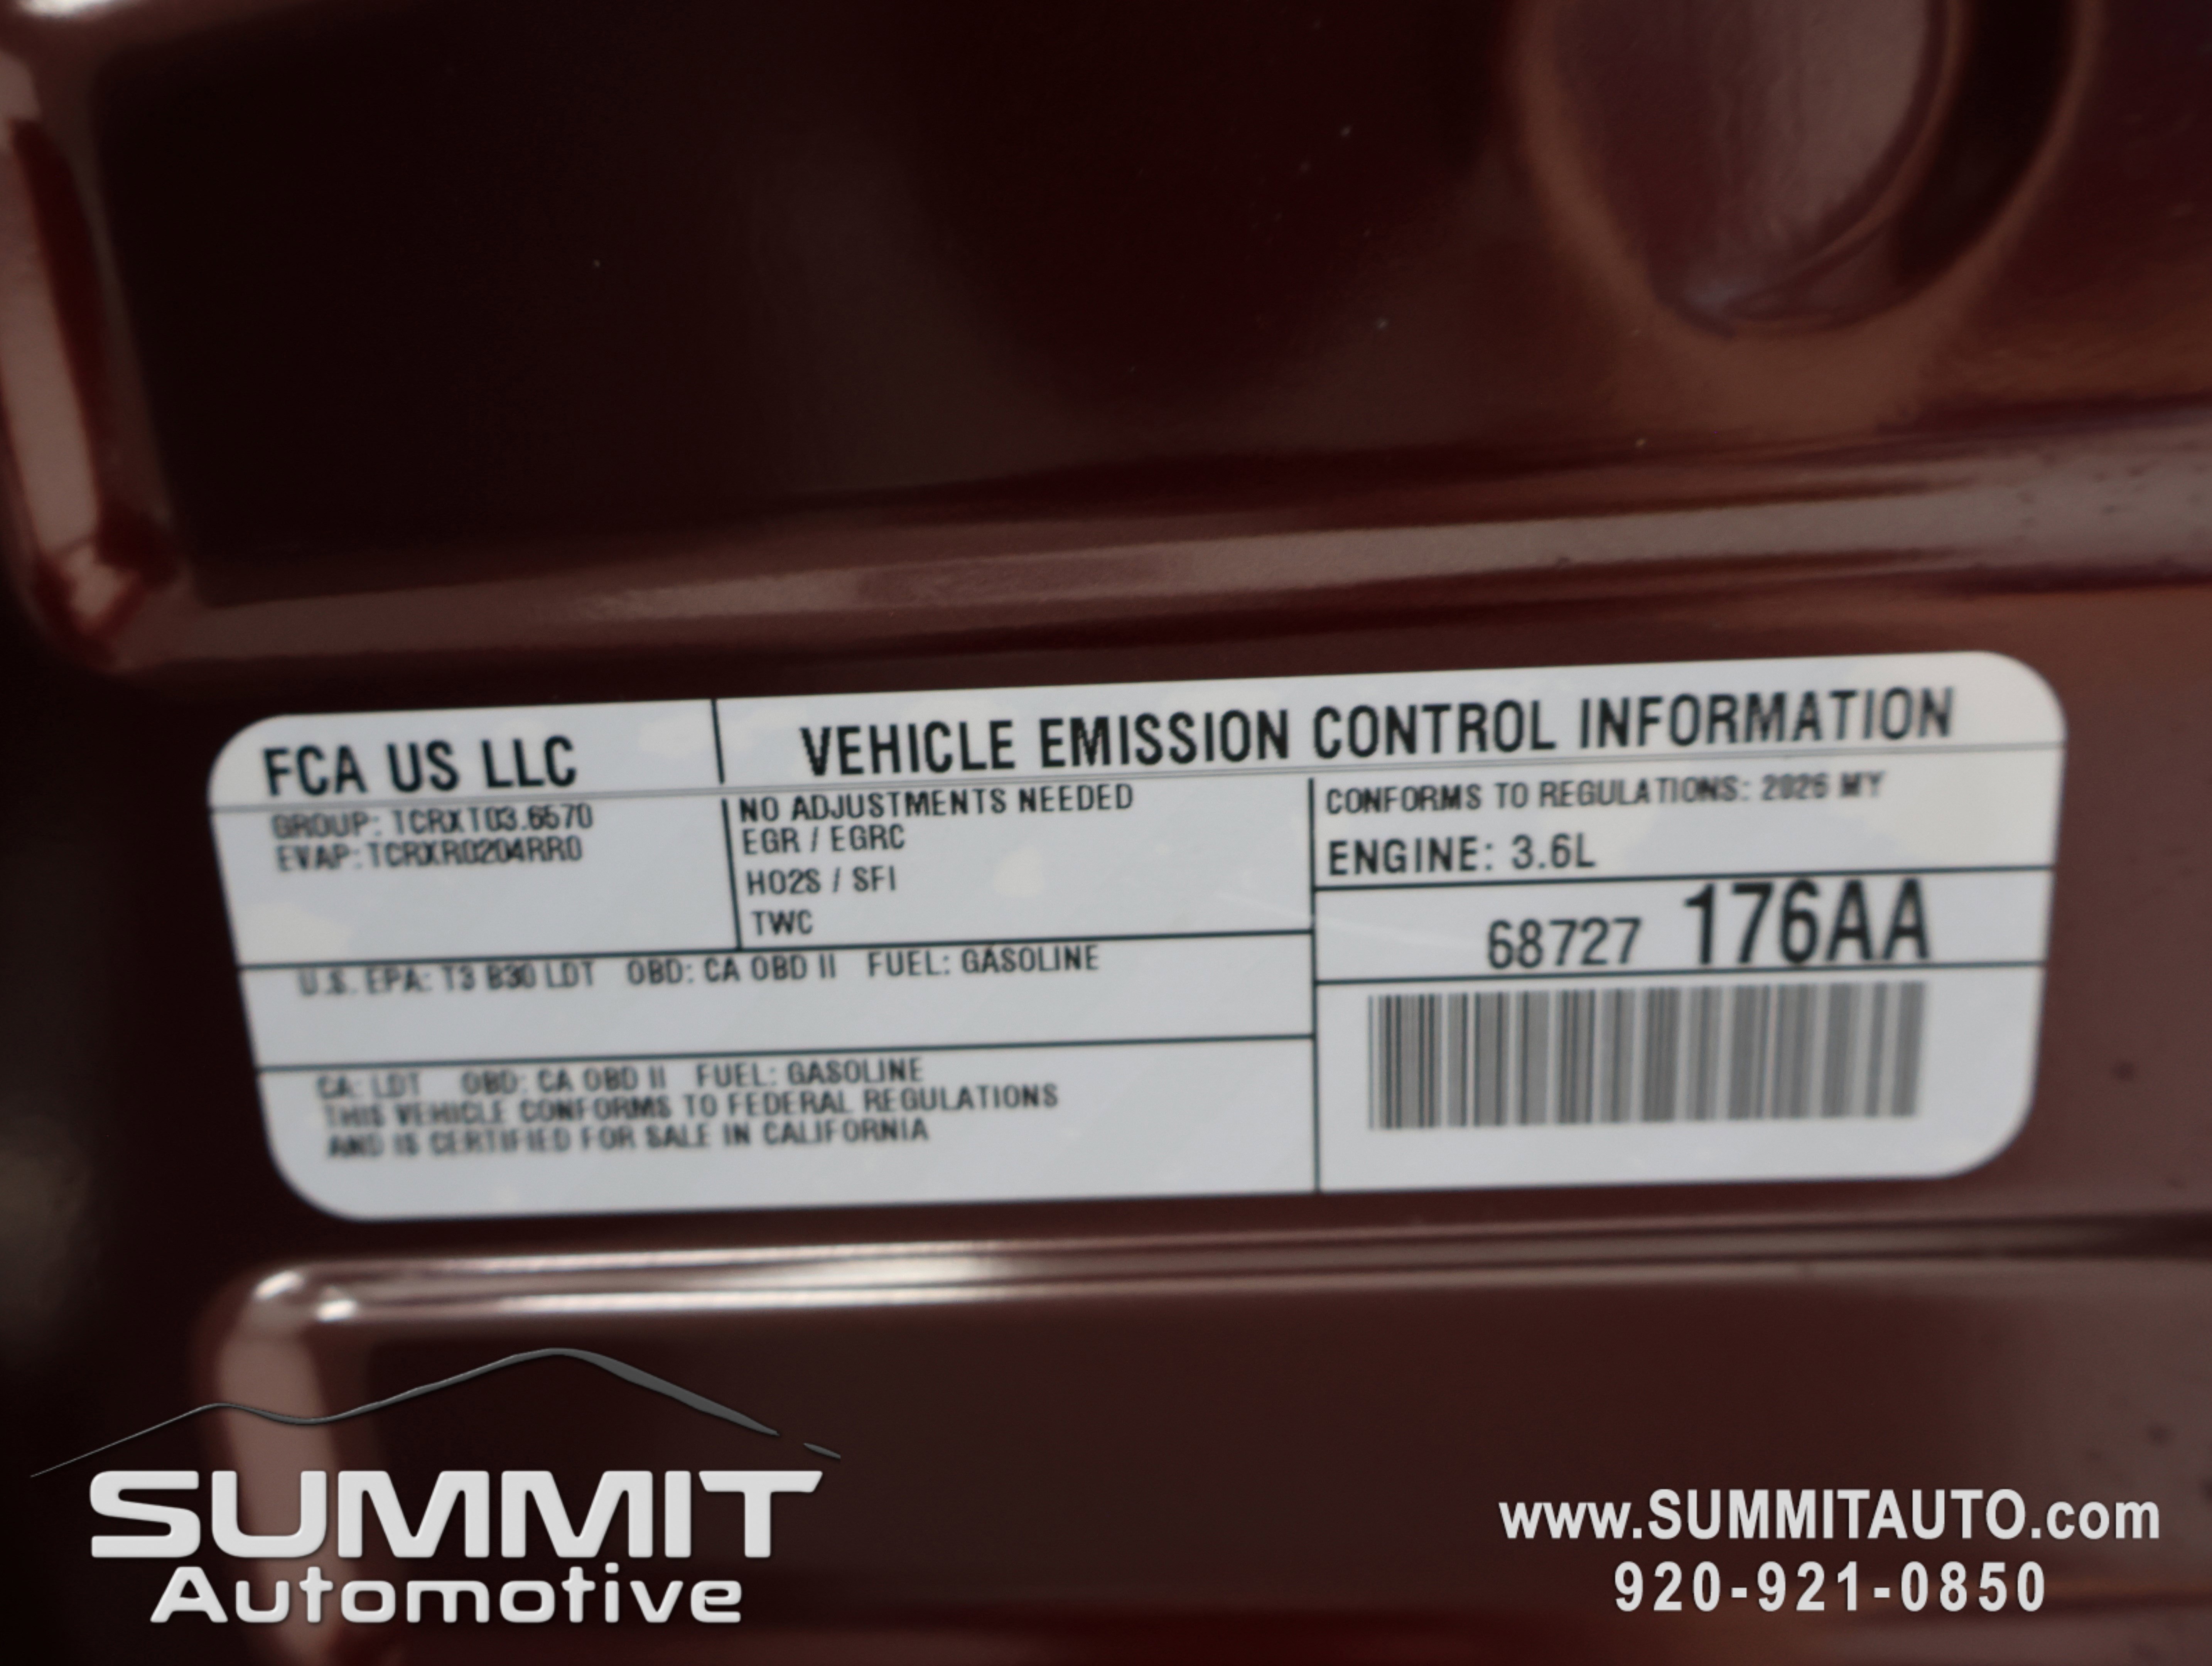 FCA US LLC
VEHICLE EMISSION CONTROL INFORMATION
GROUP: TCRXT03.6570
EVAP: TCRXR0204RR0
NO ADJUSTMENTS NEEDED
EGR / EGRC
HO2S / SFI
TWC
CONFORMS TO REGULATIONS: 2026 MY
ENGINE: 3.6L
68727 176AA
U.S. EPA: T3 B30 LDT OBD: CA OBD II FUEL: GASOLINE
CA: LDT OBD: CA OBD II FUEL: GASOLINE
THIS VEHICLE CONFORMS TO FEDERAL REGULATIONS
AND IS CERTIFIED FOR SALE IN CALIFORNIA
SUMMIT
Automotive
www.SUMMITAUTO.com
920-921-0850